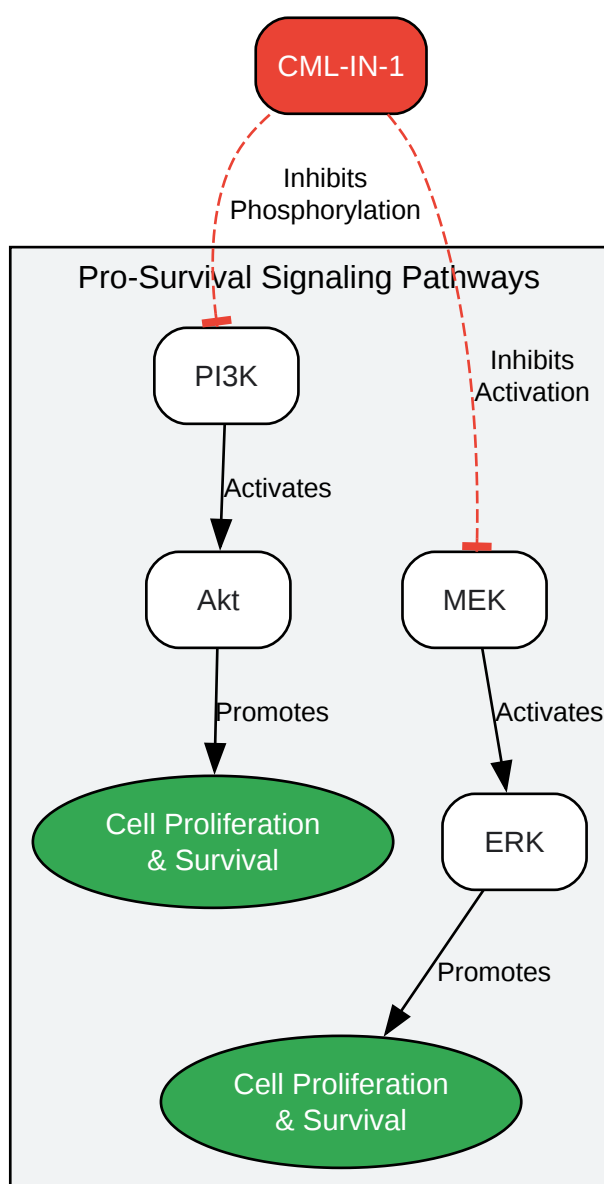 CML-IN-1
Inhibits
Phosphorylation
Pro-Survival Signaling Pathways
PI3K
Inhibits
Activation
Activates
Akt
MEK
Promotes
Activates
Cell Proliferation
& Survival
ERK
Promotes
Cell Proliferation
& Survival